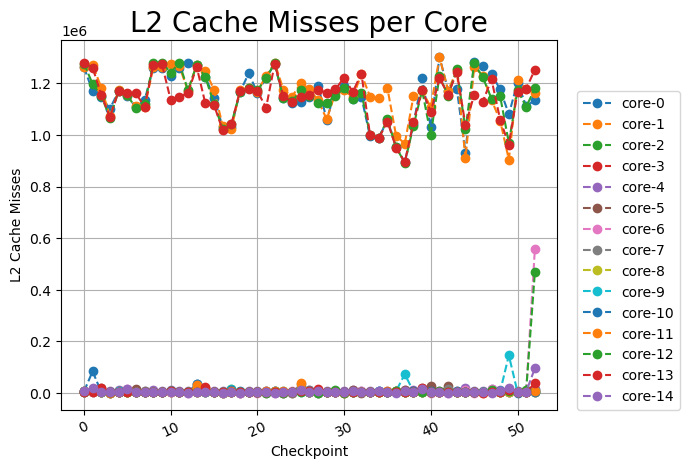 L2 Cache Misses per Core
1e6
L2 Cache Misses
1.2
1.0
0.8
0.6
0.4
0.2
0.0
0
10
20
30
40
50
Checkpoint
core-0
core-1
core-2
core-3
core-4
core-5
core-6
core-7
core-8
core-9
core-10
core-11
core-12
core-13
core-14